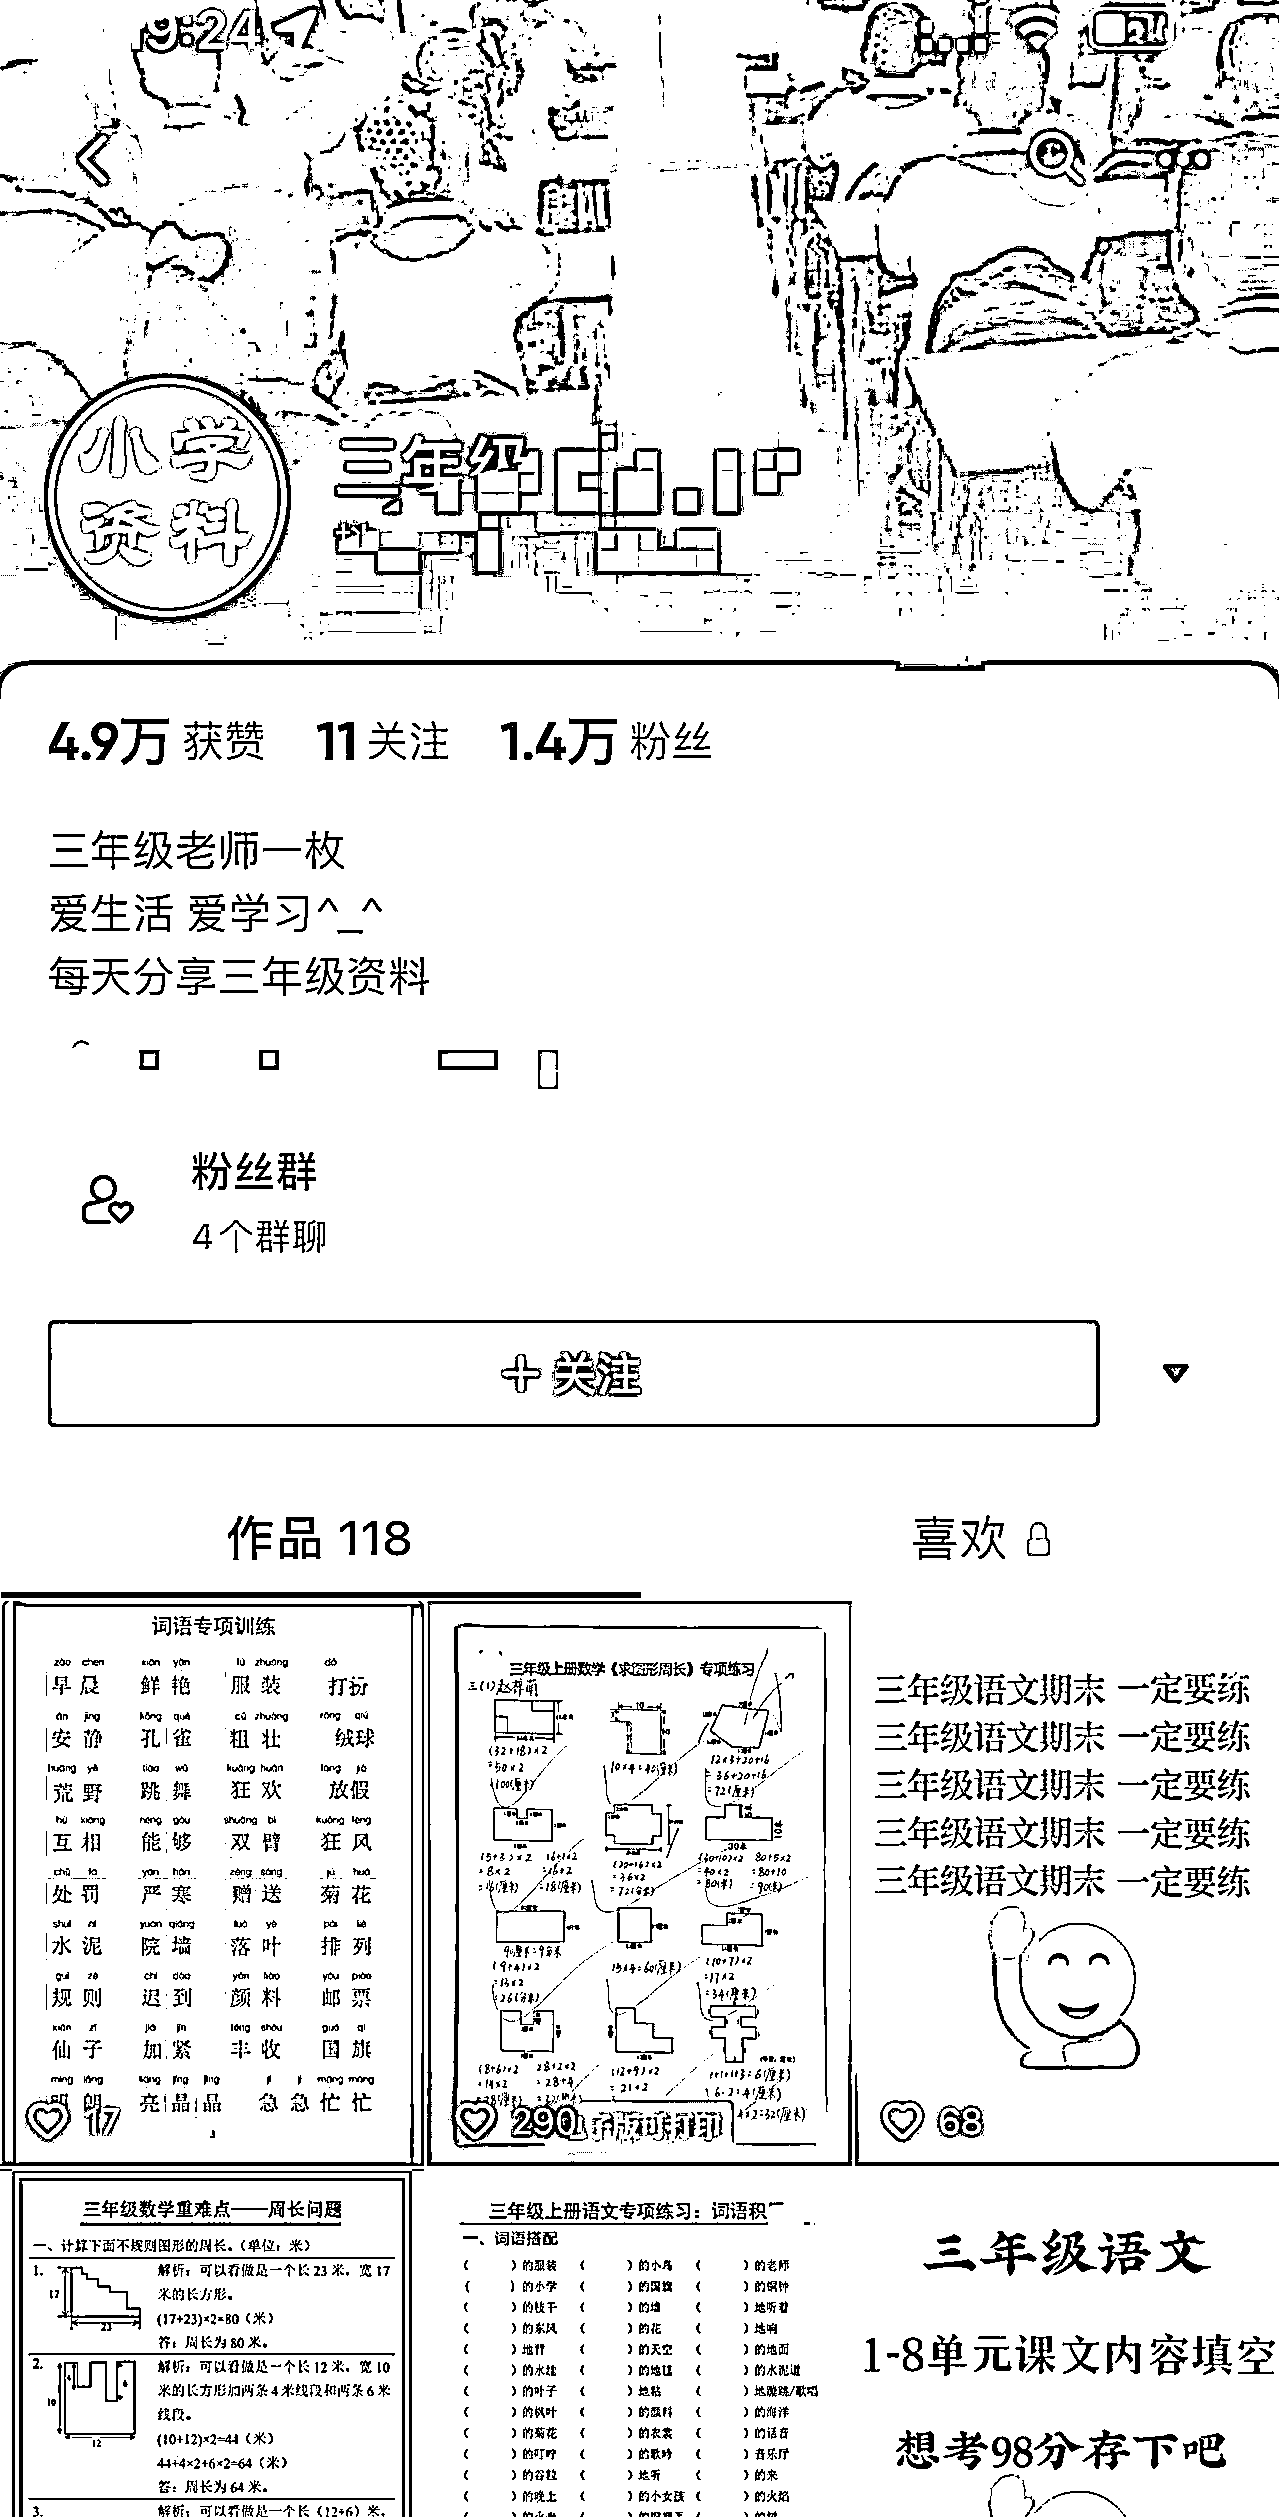 9:24
小学
资料
三年级
4.9万 获赞 11 关注 1.4万 粉丝
三年级老师一枚
爱生活 爱学习^_^
每天分享三年级资料
粉丝群
4个群聊
+ 关注
作品 118
喜欢
词语专项训练
zǎo chen xiān yàn fú zhuāng dǎ
早 晨 鲜 艳 服 装 打扮
ān jìng kǒng què cū zhuàng róng qiú
安 静 孔 雀 粗 壮 绒球
huāng yě tiào wǔ kuáng huān fàng jià
荒 野 跳 舞 狂 欢 放假
hù xiāng néng gòu shuāng bì kuáng fēng
互 相 能 够 双 臂 狂 风
chǔ fá yán hán zèng sòng jú huā
处 罚 严 寒 赠 送 菊 花
shuǐ ní yuàn qiáng luò yè pái liè
水 泥 院 墙 落 叶 排 列
guī zé chí dào yán liào yóu piào
规 则 迟 到 颜 料 邮 票
xiān zǐ jiā jǐn fēng shōu guó qí
仙 子 加 紧 丰 收 国 旗
míng lǎng liàng jīng jīng jí jí máng máng
明 朗 亮 晶 晶 急 急 忙 忙
17
三年级上册数学《求图形周长》专项练习
(32+18)×2
=50×2
290
电子版可打印
三年级语文期末 一定要练
三年级语文期末 一定要练
三年级语文期末 一定要练
三年级语文期末 一定要练
三年级语文期末 一定要练
68
三年级数学重难点——周长问题
一、计算下面不规则图形的周长。(单位：米)
1. 解析：可以看做是一个长 23 米，宽 17
米的长方形。
17
23
(17+23)×2=80（米）
答：周长为 80 米。
2. 解析：可以看做是一个长 12 米，宽 10
米的长方形加两条 4 米线段和两条 6 米
线段。
10
12
(10+12)×2=44（米）
44+4×2+6×2=64（米）
答：周长为 64 米。
3. 解析：可以看做是一个长（12+6）米，
三年级上册语文专项练习：词语积
一、词语搭配
（ ）的服装 （ ）的小鸟 （ ）的老师
（ ）的小学 （ ）的国旗 （ ）的铜钟
（ ）的枝干 （ ）的 （ ）地听着
（ ）的东风 （ ）的花 （ ）地响
（ ）地背 （ ）的天空 （ ）的地面
（ ）的水洼 （ ）的地毯 （ ）的水泥道
（ ）的叶子 （ ）地粘 （ ）地蹦跳/歌唱
（ ）的枫叶 （ ）的颜料 （ ）的海洋
（ ）的菊花 （ ）的衣裳 （ ）的话音
（ ）的叮咛 （ ）的歌吟 （ ）音乐厅
（ ）的谷粒 （ ）地听 （ ）的来
（ ）的晚上 （ ）的小女孩 （ ）的火焰
三年级语文
1-8单元课文内容填空
想考98分存下吧